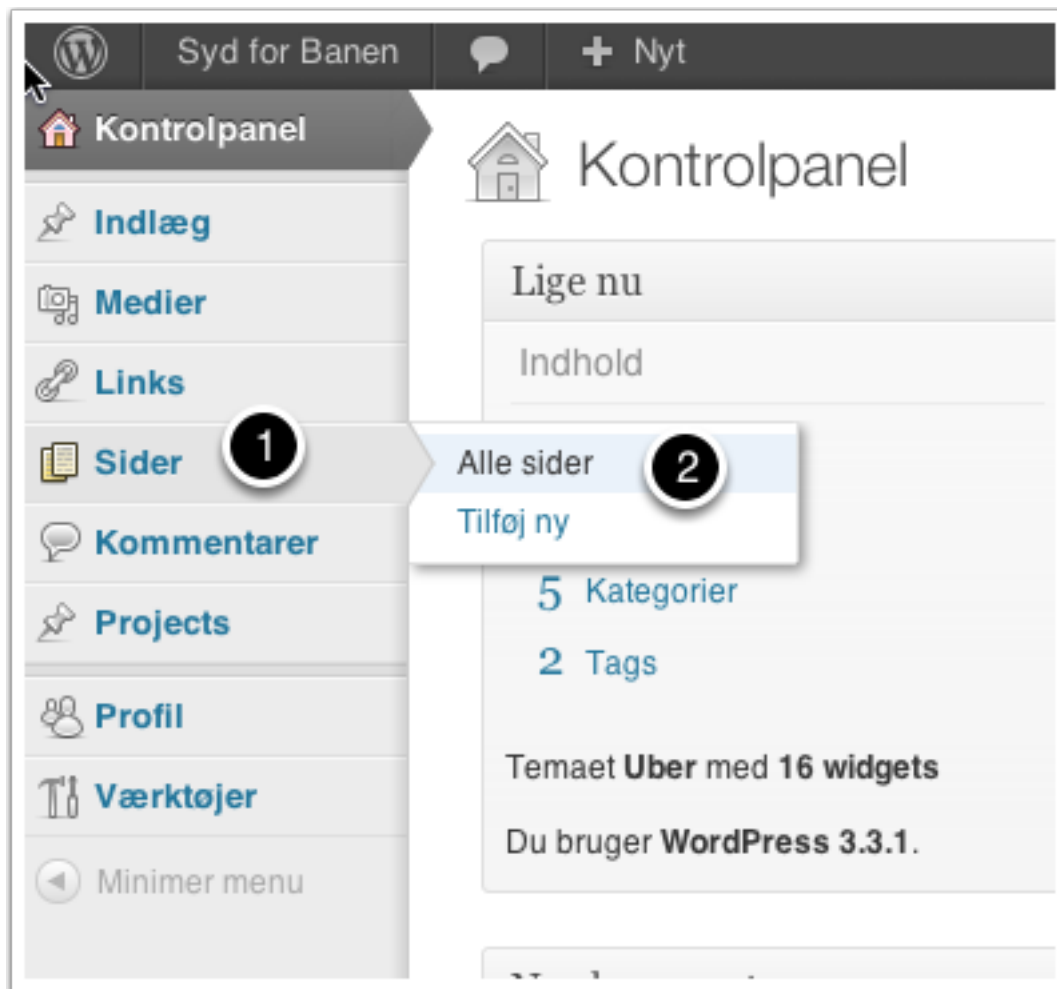 Syd for Banen
Nyt
Kontrolpanel
Indlæg
Medier
Links
Sider
1
Kommentarer
Projects
Profil
Værktøjer
Minimer menu
Kontrolpanel
Lige nu
Indhold
Alle sider
2
Tilføj ny
5 Kategorier
2 Tags
Temaet Uber med 16 widgets
Du bruger WordPress 3.3.1.